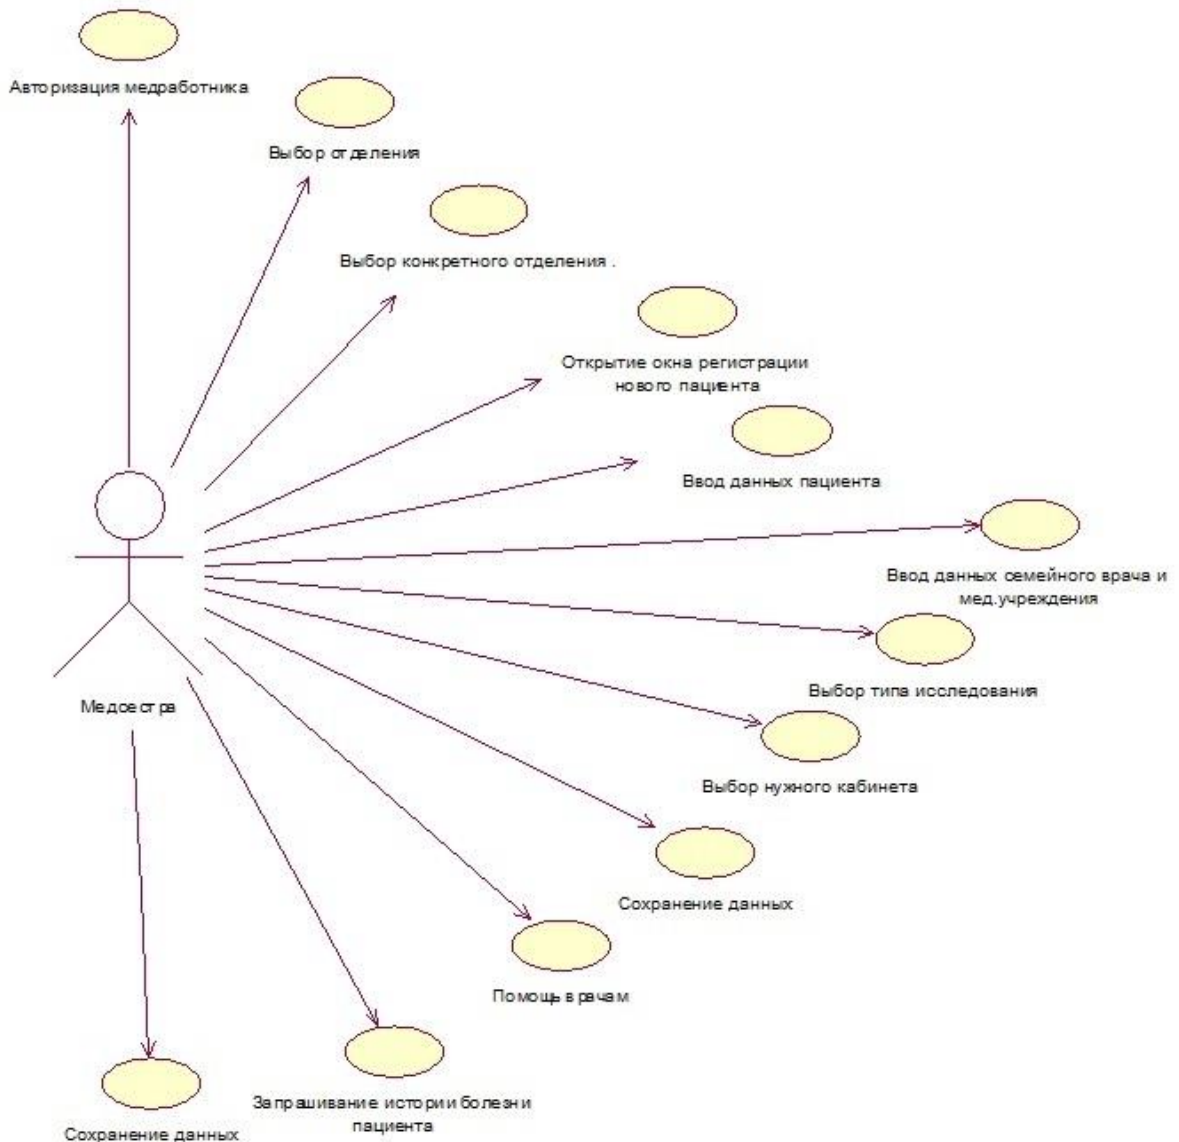 Авторизация медработника
Выбор отделения
Выбор конкретного отделения .
Открытие окна регистрации
нового пациента
Ввод данных пациента
Ввод данных семейного врача и
мед.учреждения
Выбор типа исследования
Медсестра
Выбор нужного кабинета
Сохранение данных
Помощь врачам
Запрашивание истории болезни
пациента
Сохранение данных